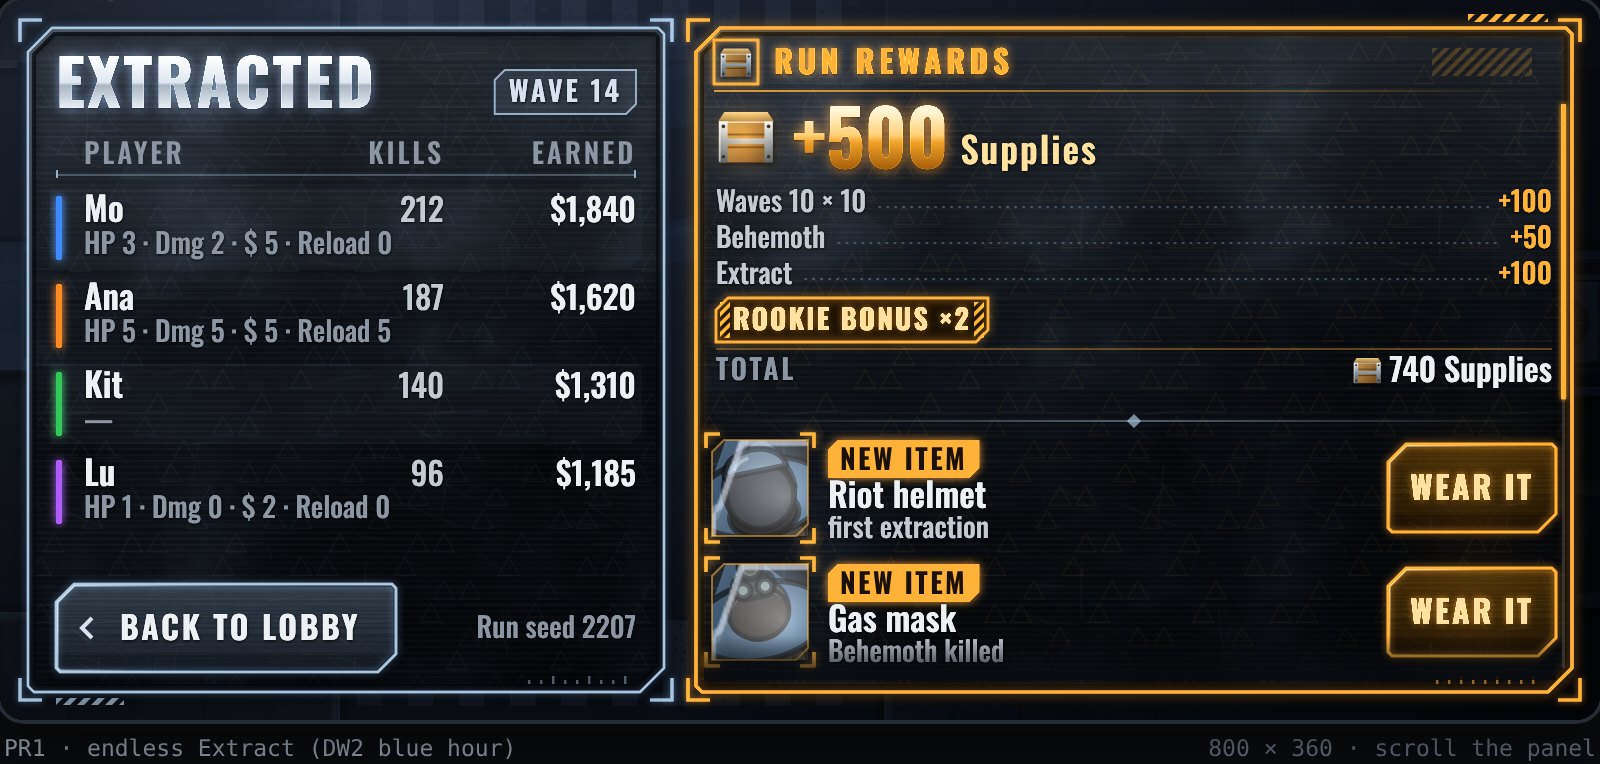 EXTRACTED
WAVE 14
PLAYER KILLS EARNED
Mo 212 $1,840
HP 3 · Dmg 2 · $ 5 · Reload 0
Ana 187 $1,620
HP 5 · Dmg 5 · $ 5 · Reload 5
Kit 140 $1,310
—
Lu 96 $1,185
HP 1 · Dmg 0 · $ 2 · Reload 0
BACK TO LOBBY
Run seed 2207
RUN REWARDS
+500 Supplies
Waves 10 × 10 +100
Behemoth +50
Extract +100
ROOKIE BONUS ×2
TOTAL 740 Supplies
NEW ITEM
Riot helmet
first extraction
WEAR IT
NEW ITEM
Gas mask
Behemoth killed
WEAR IT
PR1 · endless Extract (DW2 blue hour)
800 × 360 · scroll the panel